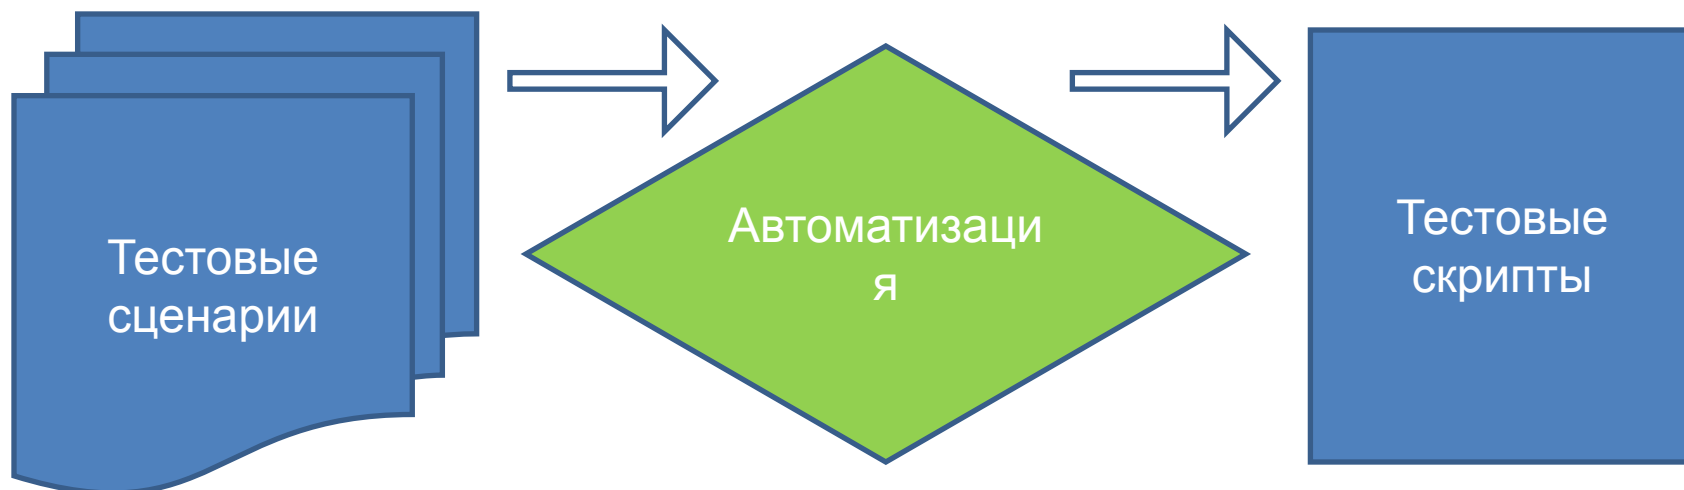 Тестовые
сценарии
Автоматизаци
я
Тестовые
скрипты